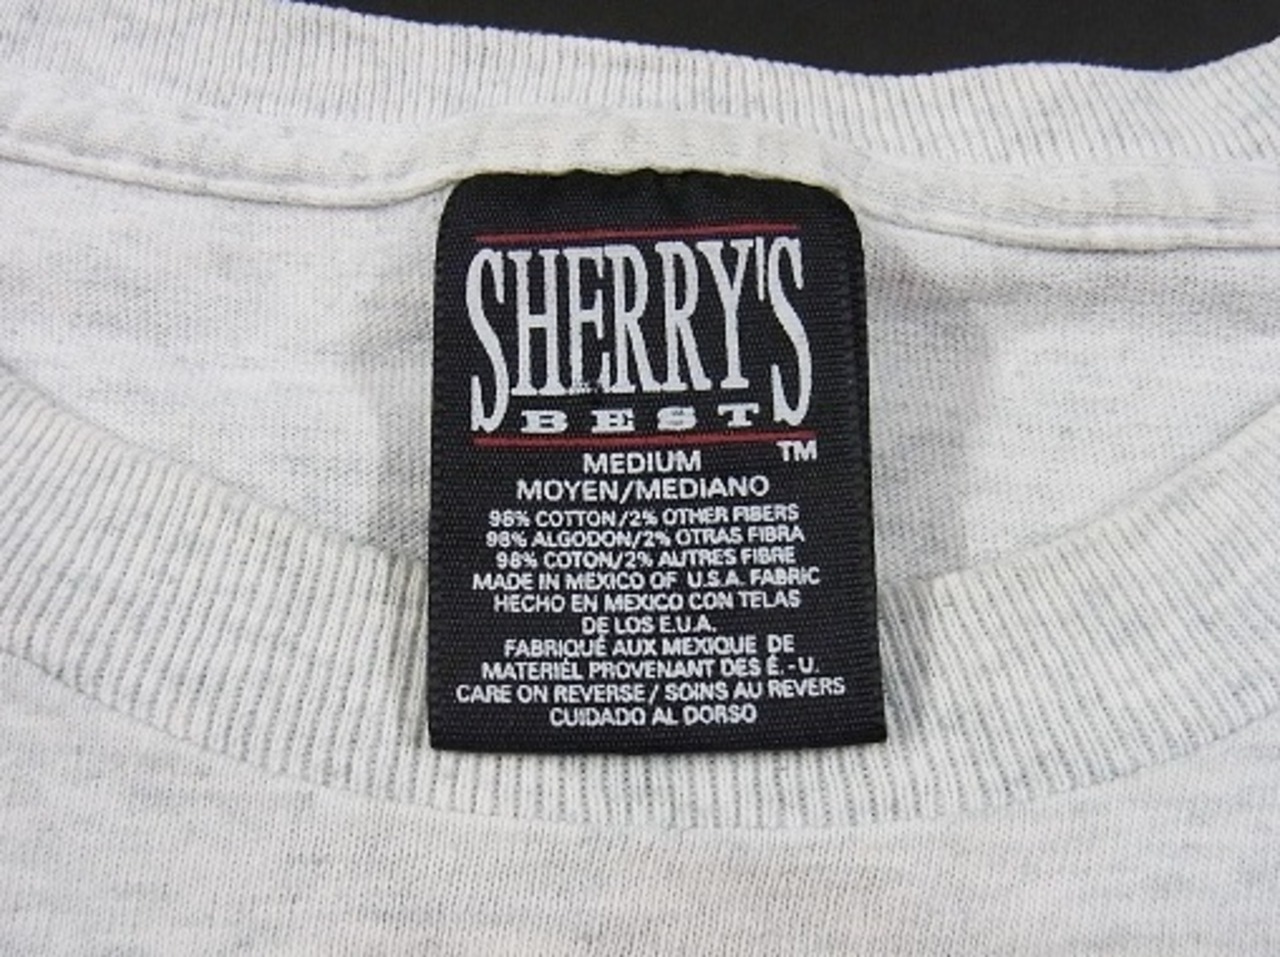 SHERRY'S
BEST
TM
MEDIUM
MOYEN/MEDIANO
98% COTTON/2% OTHER FIBERS
98% ALGODON/2% OTRAS FIBRA
98% COTON/2% AUTRES FIBRE
MADE IN MEXICO OF U.S.A. FABRIC
HECHO EN MEXICO CON TELAS
DE LOS E.U.A.
FABRIQUÉ AUX MEXIQUE DE
MATERIÉL PROVENANT DES É.-U.
CARE ON REVERSE/ SOINS AU REVERS
CUIDADO AL DORSO